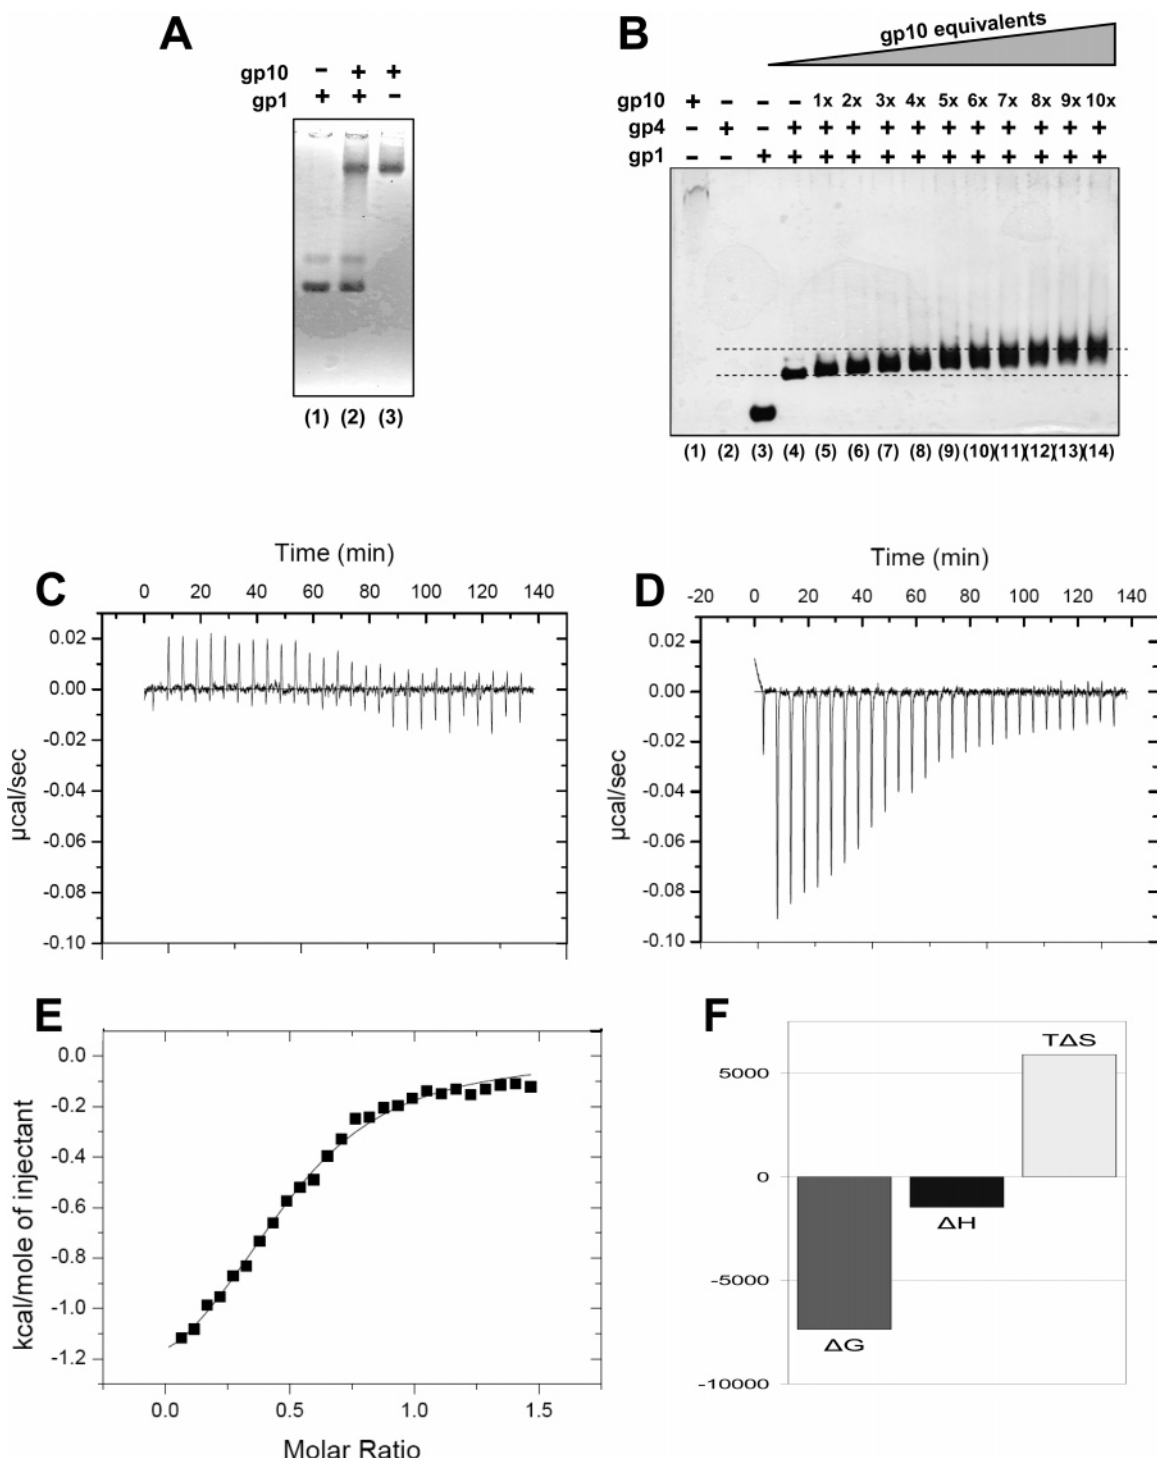 A
gp10 – + +
gp1 + + –
(1) (2) (3)
B
gp10 equivalents
gp10 + – – – 1x 2x 3x 4x 5x 6x 7x 8x 9x 10x
gp4 – + – + + + + + + + + + + +
gp1 – – + + + + + + + + + + + +
(1) (2) (3) (4) (5) (6) (7) (8) (9) (10) (11) (12) (13) (14)
C
Time (min)
0 20 40 60 80 100 120 140
0.02
0.00
-0.02
-0.04
-0.06
-0.08
-0.10
µcal/sec
D
Time (min)
-20 0 20 40 60 80 100 120 140
0.02
0.00
-0.02
-0.04
-0.06
-0.08
-0.10
µcal/sec
E
0.0
-0.2
-0.4
-0.6
-0.8
-1.0
-1.2
kcal/mole of injectant
0.0 0.5 1.0 1.5
Molar Ratio
F
5000
0
-5000
-10000
TΔS
ΔH
ΔG